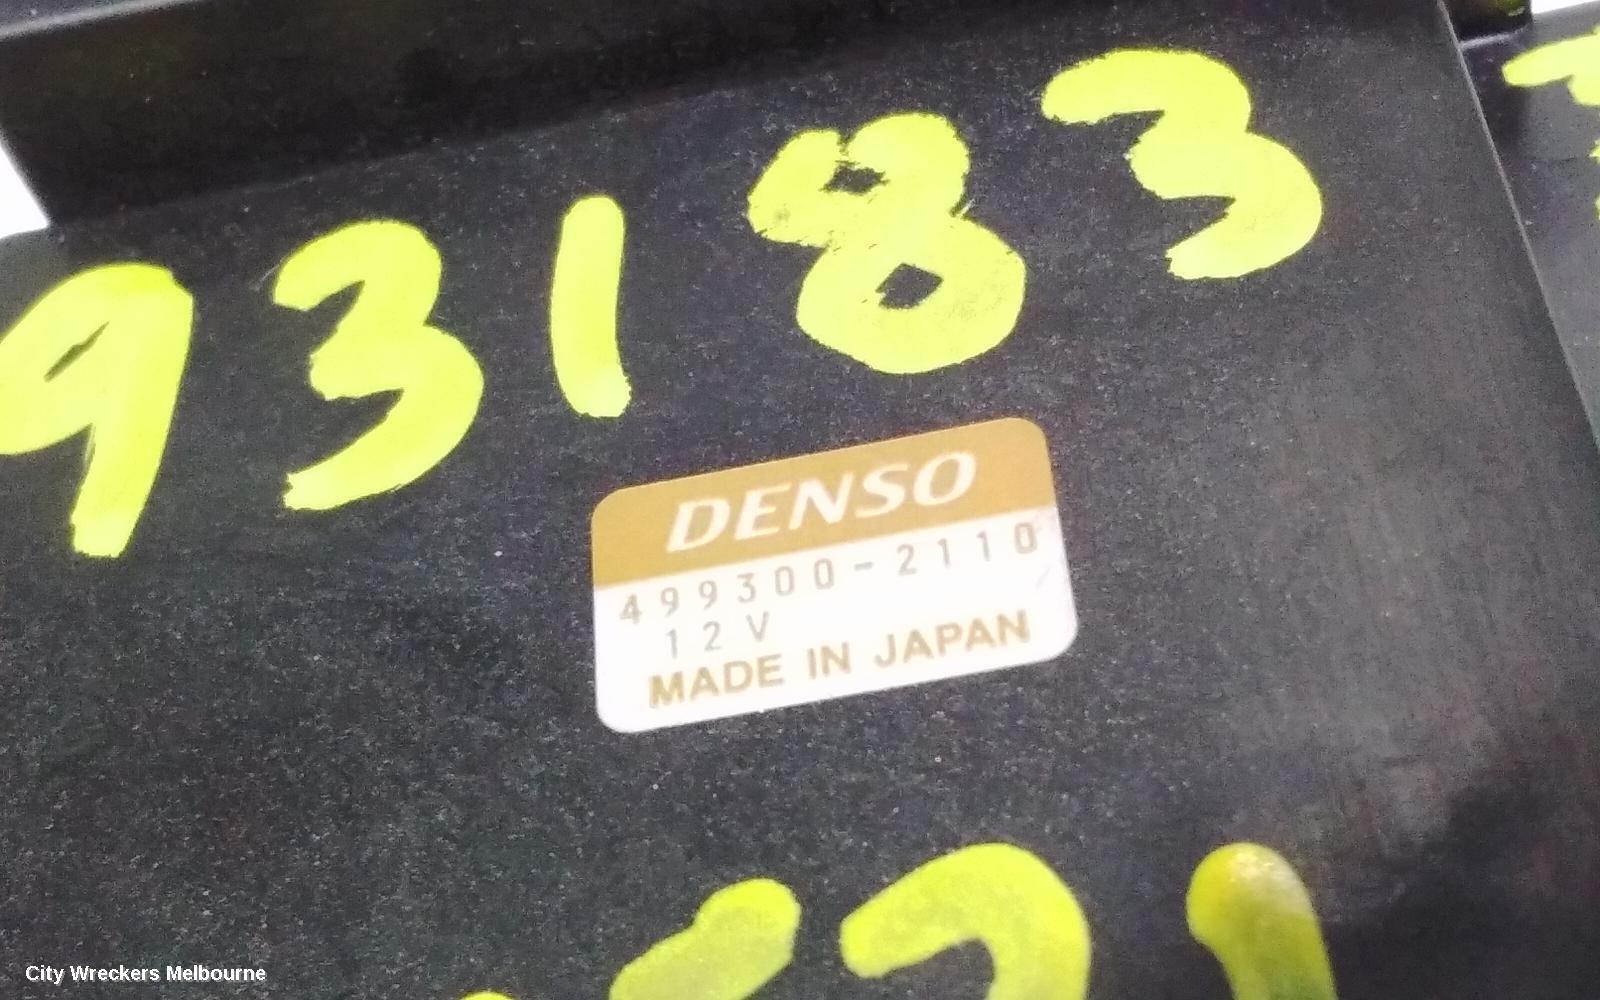 93183
DENSO
499300-2110
12V
MADE IN JAPAN
City Wreckers Melbourne